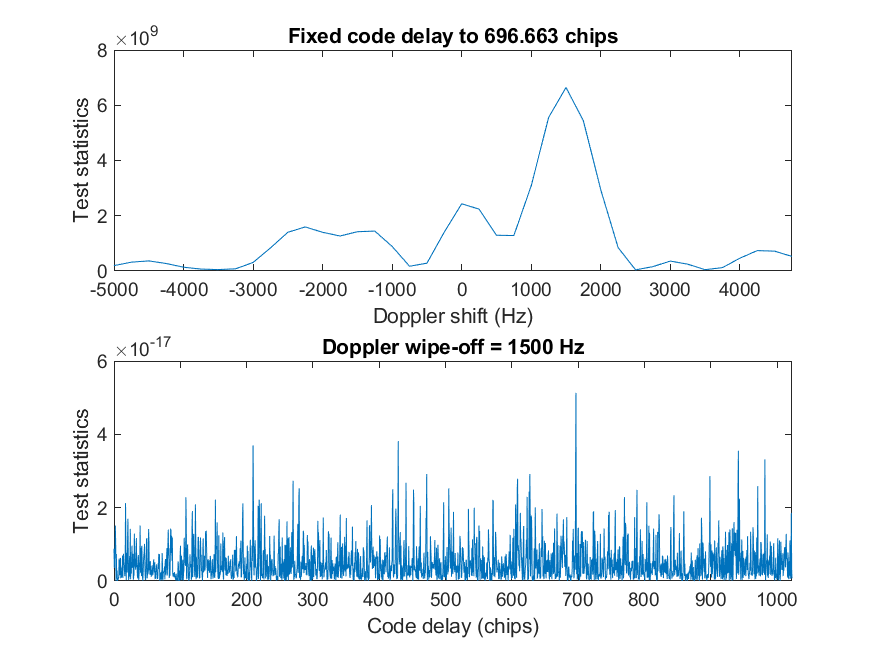 Fixed code delay to 696.663 chips
×10^9
8
6
4
2
0
Test statistics
-5000 -4000 -3000 -2000 -1000 0 1000 2000 3000 4000
Doppler shift (Hz)
Doppler wipe-off = 1500 Hz
×10^-17
6
4
2
0
Test statistics
0 100 200 300 400 500 600 700 800 900 1000
Code delay (chips)